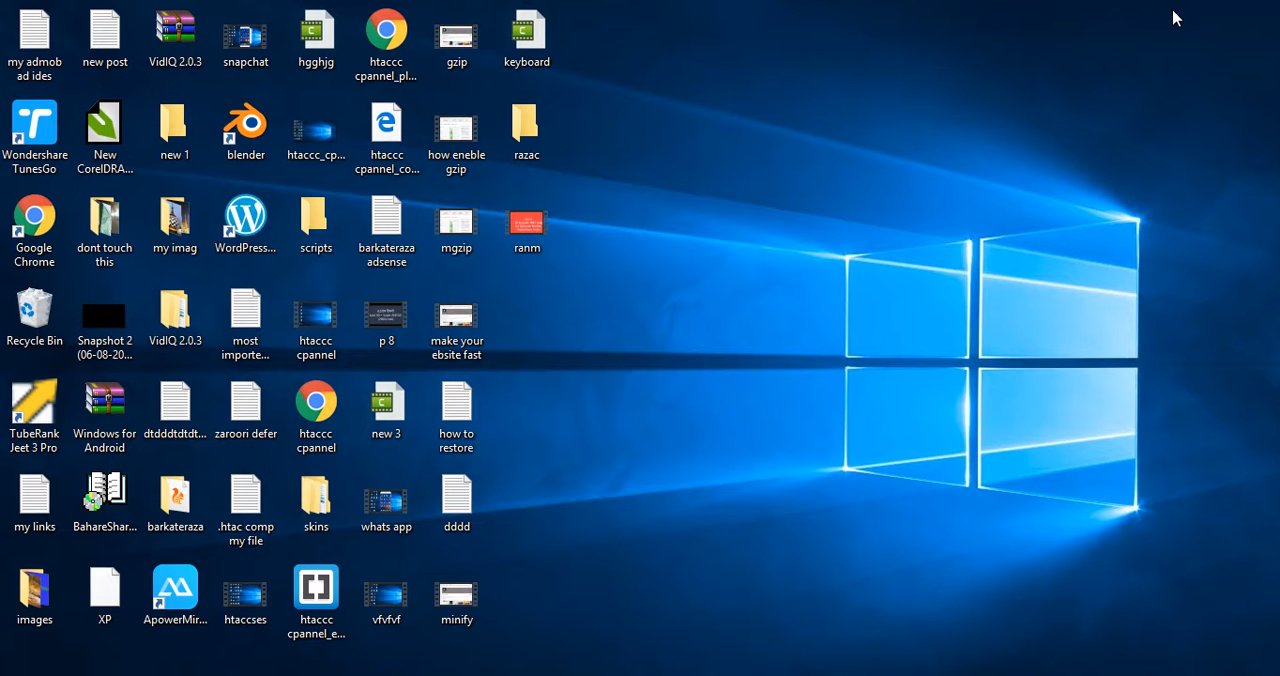 my admob
ad ides
new post
VidIQ 2.0.3
snapchat
hgghjg
htaccc
cpannel_pl...
gzip
keyboard
Wondershare
TunesGo
New
CorelDRA...
new 1
blender
htaccc_cp...
htaccc
cpannel_co...
how eneble
gzip
razac
Google
Chrome
dont touch
this
my imag
WordPress...
scripts
barkateraza
adsense
mgzip
ranm
Recycle Bin
Snapshot 2
(06-08-20...
VidIQ 2.0.3
most
importe...
htaccc
cpannel
p 8
make your
ebsite fast
TubeRank
Jeet 3 Pro
Windows for
Android
dtdddtdtdt...
zaroori defer
htaccc
cpannel
new 3
how to
restore
my links
BahareShar...
barkateraza
.htac comp
my file
skins
whats app
dddd
images
XP
ApowerMir...
htaccses
htaccc
cpannel_e...
vfvfvf
minify